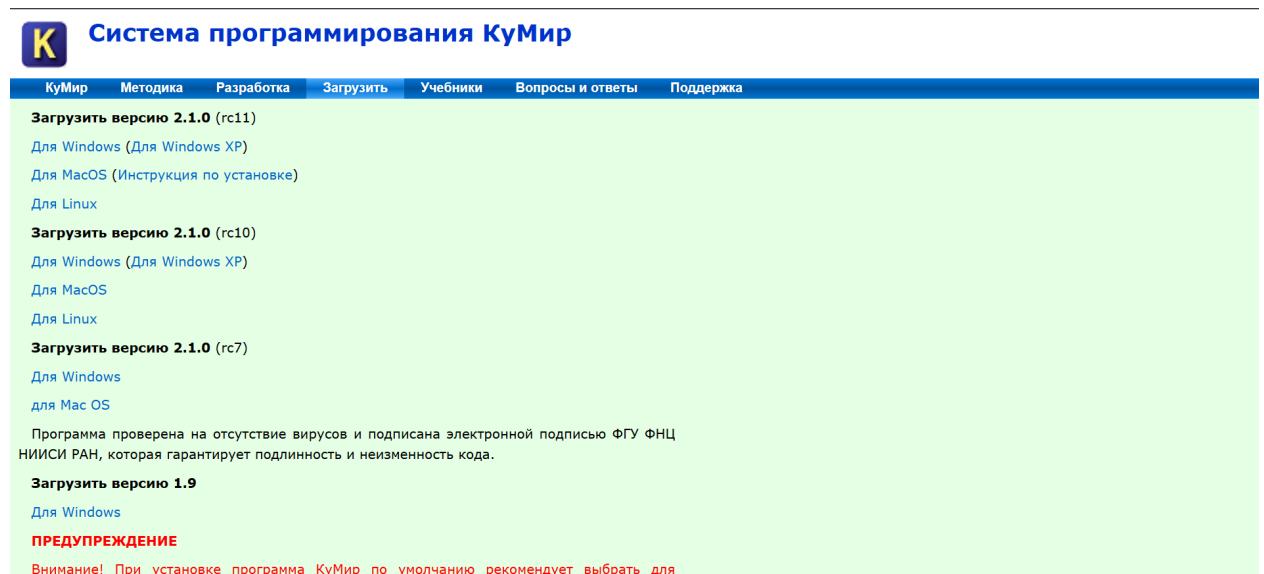 K
Система программирования КуМир
КуМир Методика Разработка Загрузить Учебники Вопросы и ответы Поддержка
Загрузить версию 2.1.0 (rc11)
Для Windows (Для Windows XP)
Для MacOS (Инструкция по установке)
Для Linux
Загрузить версию 2.1.0 (rc10)
Для Windows (Для Windows XP)
Для MacOS
Для Linux
Загрузить версию 2.1.0 (rc7)
Для Windows
для Mac OS
Программа проверена на отсутствие вирусов и подписана электронной подписью ФГУ ФНЦ
НИИСИ РАН, которая гарантирует подлинность и неизменность кода.
Загрузить версию 1.9
Для Windows
ПРЕДУПРЕЖДЕНИЕ
Внимание! При установке программа КуМир по умолчанию рекомендует выбрать для